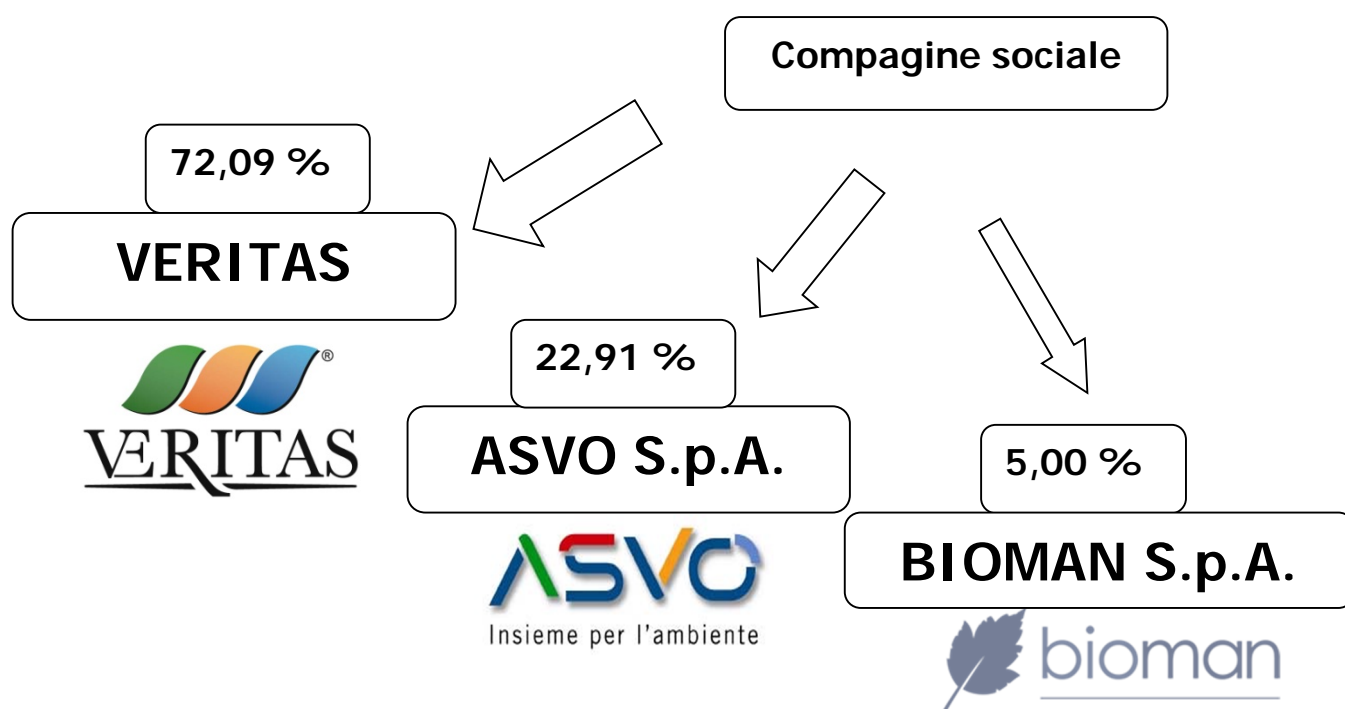 Compagine sociale
72,09 %
VERITAS
®
VERITAS
22,91 %
ASVO S.p.A.
ASVO
Insieme per l'ambiente
5,00 %
BIOMAN S.p.A.
bioman